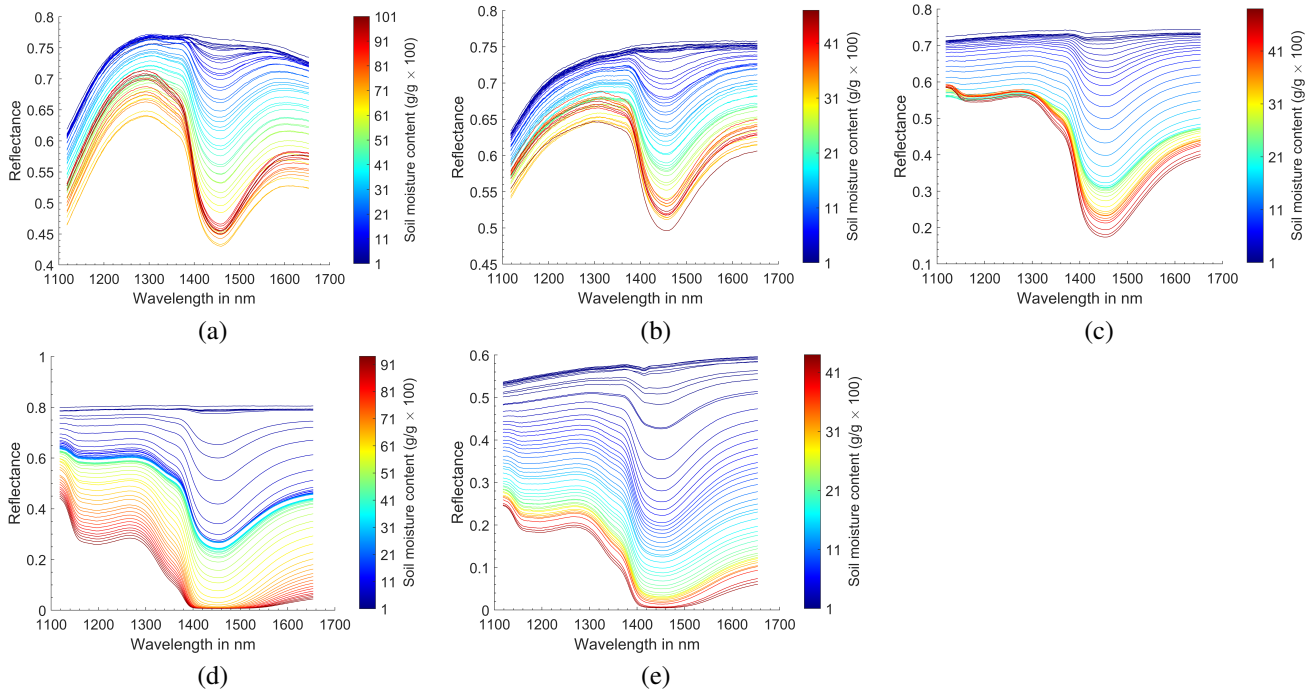 0.8
0.75
0.7
0.65
0.6
0.55
0.5
0.45
0.4
Reflectance
1100 1200 1300 1400 1500 1600 1700
Wavelength in nm
101
91
81
71
61
51
41
31
21
11
1
Soil moisture content (g/g × 100)
(a)
0.8
0.75
0.7
0.65
0.6
0.55
0.5
0.45
Reflectance
1100 1200 1300 1400 1500 1600 1700
Wavelength in nm
41
31
21
11
1
Soil moisture content (g/g × 100)
(b)
0.8
0.7
0.6
0.5
0.4
0.3
0.2
0.1
Reflectance
1100 1200 1300 1400 1500 1600 1700
Wavelength in nm
41
31
21
11
1
Soil moisture content (g/g × 100)
(c)
1
0.8
0.6
0.4
0.2
0
Reflectance
1100 1200 1300 1400 1500 1600 1700
Wavelength in nm
91
81
71
61
51
41
31
21
11
1
Soil moisture content (g/g × 100)
(d)
0.6
0.5
0.4
0.3
0.2
0.1
0
Reflectance
1100 1200 1300 1400 1500 1600 1700
Wavelength in nm
41
31
21
11
1
Soil moisture content (g/g × 100)
(e)